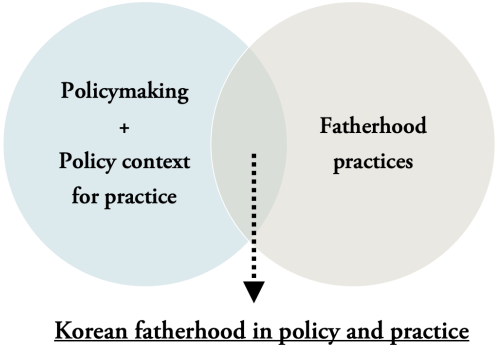 Policymaking
+
Policy context
for practice
Fatherhood
practices
Korean fatherhood in policy and practice